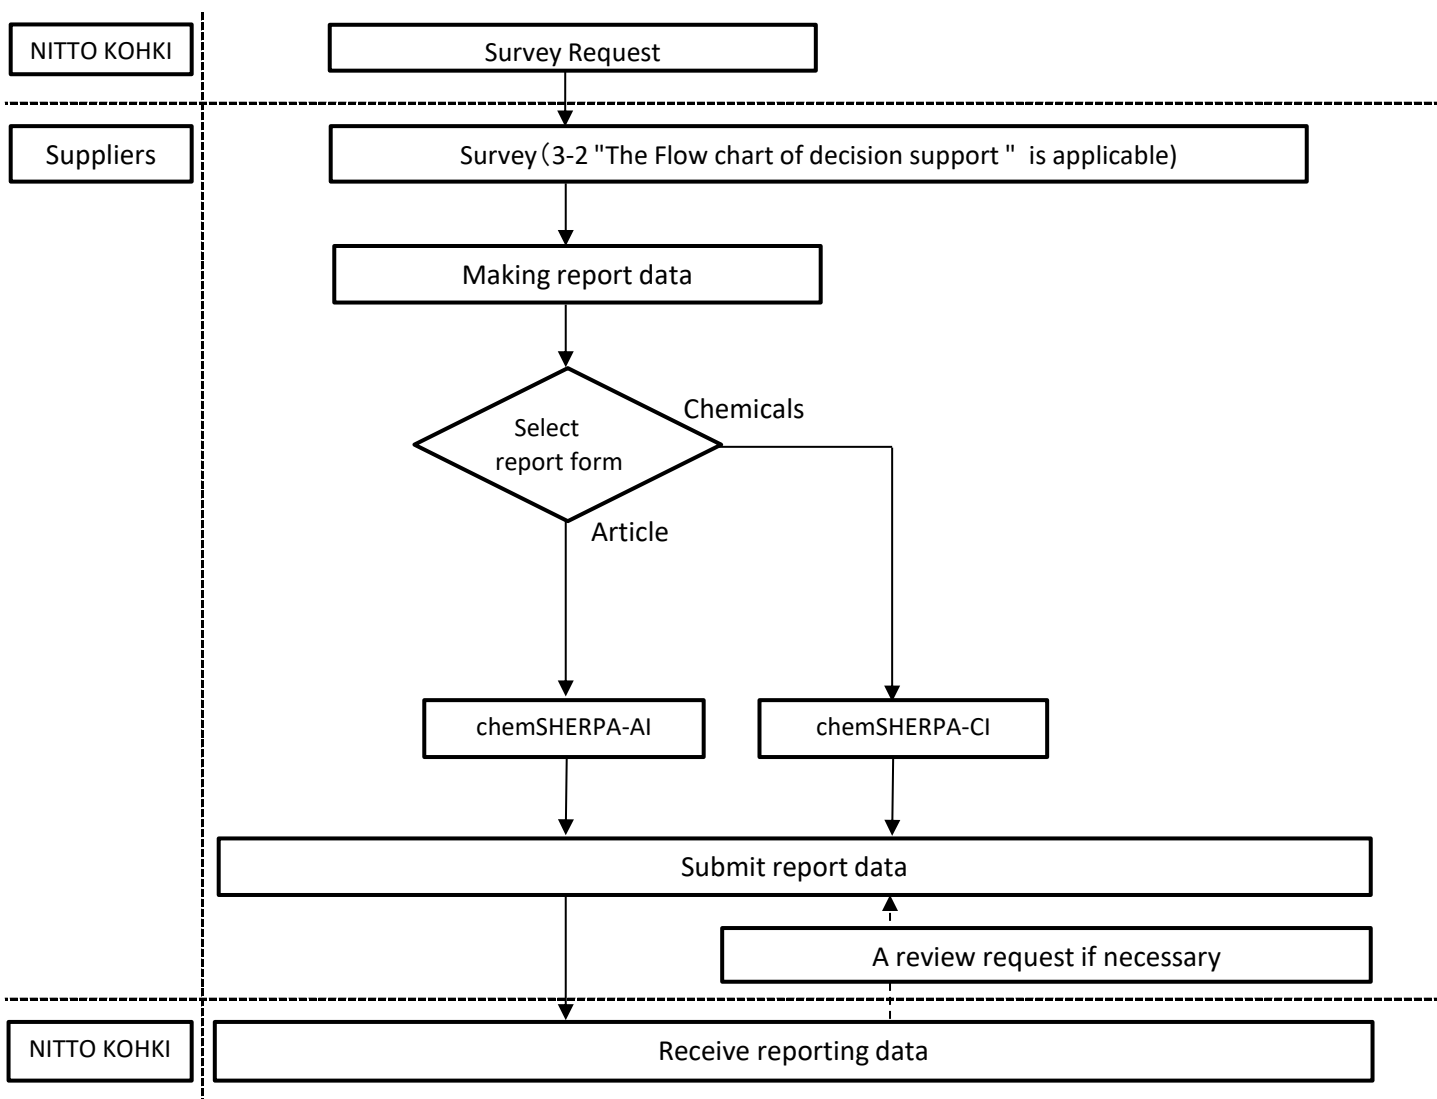 NITTO KOHKI
Survey Request
Suppliers
Survey（3-2 "The Flow chart of decision support "  is applicable)
Making report data
Chemicals
Select
report form
Article
chemSHERPA-AI
chemSHERPA-CI
Submit report data
A review request if necessary
NITTO KOHKI
Receive reporting data